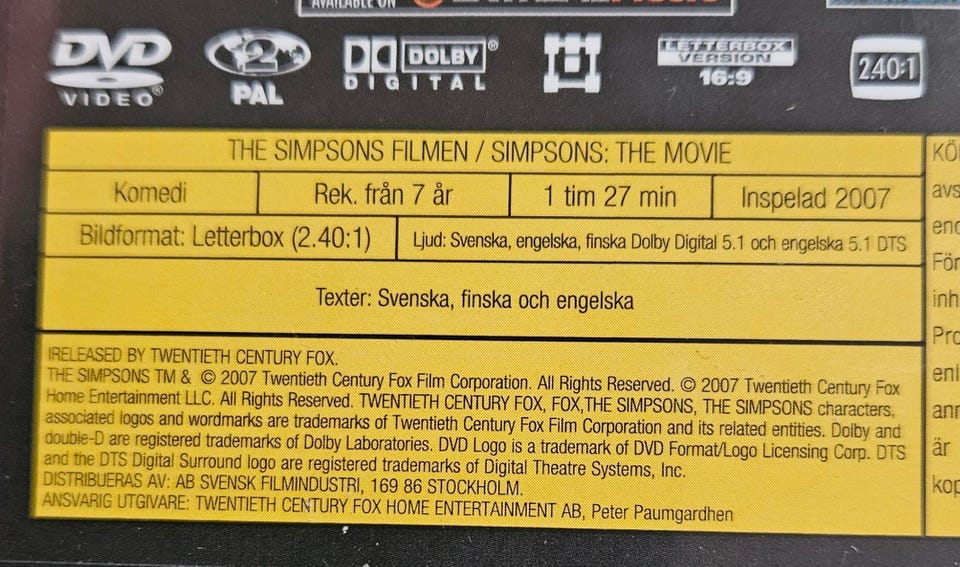 AVAILABLE ON
DVD
VIDEO®
2
PAL
DOLBY®
DIGITAL
LETTERBOX
VERSION
16:9
2.40:1
THE SIMPSONS FILMEN / SIMPSONS: THE MOVIE
Komedi
Rek. från 7 år
1 tim 27 min
Inspelad 2007
Bildformat: Letterbox (2.40:1)
Ljud: Svenska, engelska, finska Dolby Digital 5.1 och engelska 5.1 DTS
Texter: Svenska, finska och engelska
IRELEASED BY TWENTIETH CENTURY FOX.
THE SIMPSONS TM & © 2007 Twentieth Century Fox Film Corporation. All Rights Reserved. © 2007 Twentieth Century Fox
Home Entertainment LLC. All Rights Reserved. TWENTIETH CENTURY FOX, FOX,THE SIMPSONS, THE SIMPSONS characters,
associated logos and wordmarks are trademarks of Twentieth Century Fox Film Corporation and its related entities. Dolby and
double-D are registered trademarks of Dolby Laboratories. DVD Logo is a trademark of DVD Format/Logo Licensing Corp. DTS
and the DTS Digital Surround logo are registered trademarks of Digital Theatre Systems, Inc.
DISTRIBUERAS AV: AB SVENSK FILMINDUSTRI, 169 86 STOCKHOLM.
ANSVARIG UTGIVARE: TWENTIETH CENTURY FOX HOME ENTERTAINMENT AB, Peter Paumgardhen
KÖ
avs
enc
För
inh
Pro
enl
ann
är
kop